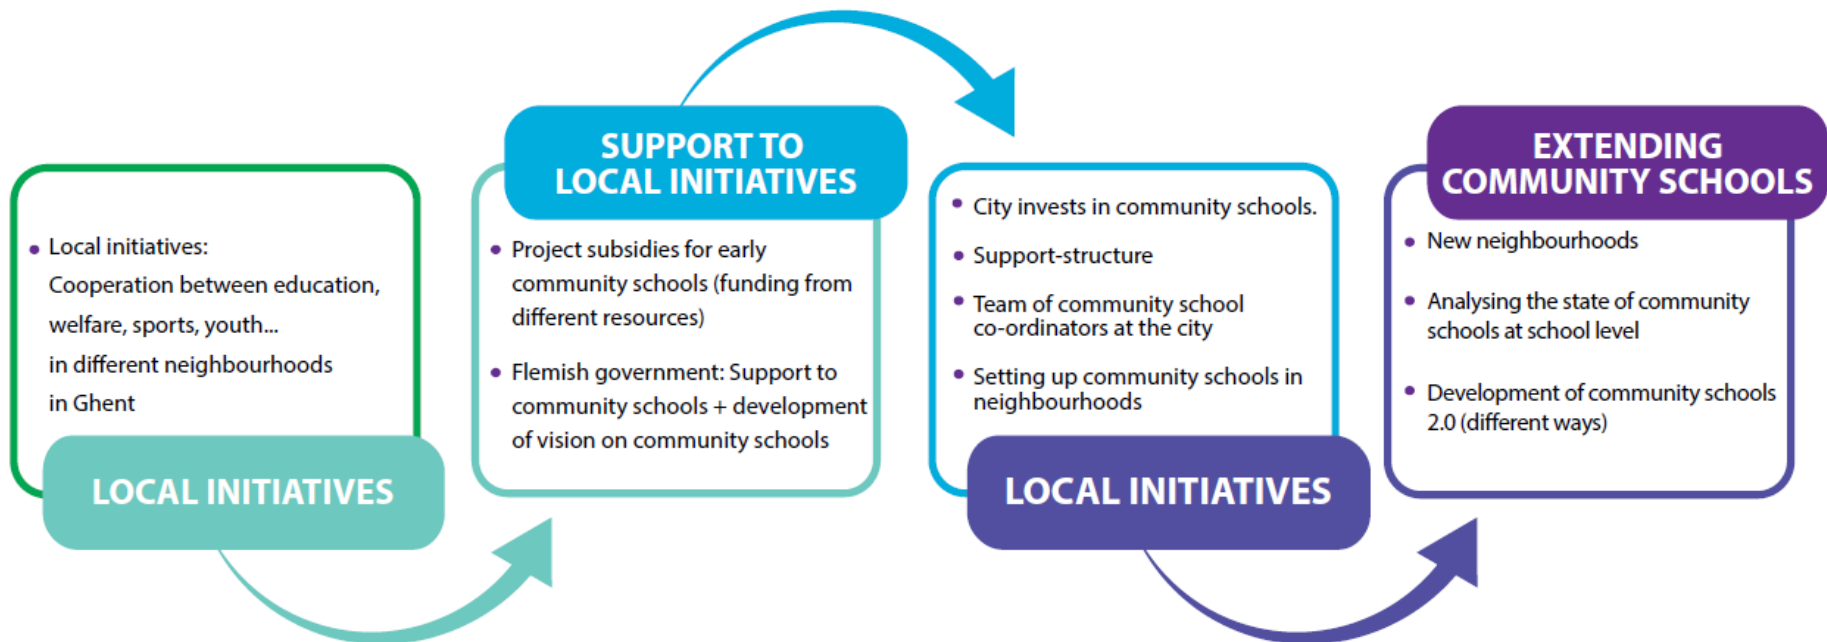 • Local initiatives:
Cooperation between education,
welfare, sports, youth...
in different neighbourhoods
in Ghent
LOCAL INITIATIVES
SUPPORT TO
LOCAL INITIATIVES
• Project subsidies for early
community schools (funding from
different resources)
• Flemish government: Support to
community schools + development
of vision on community schools
• City invests in community schools.
• Support-structure
• Team of community school
co-ordinators at the city
• Setting up community schools in
neighbourhoods
LOCAL INITIATIVES
EXTENDING
COMMUNITY SCHOOLS
• New neighbourhoods
• Analysing the state of community
schools at school level
• Development of community schools
2.0 (different ways)